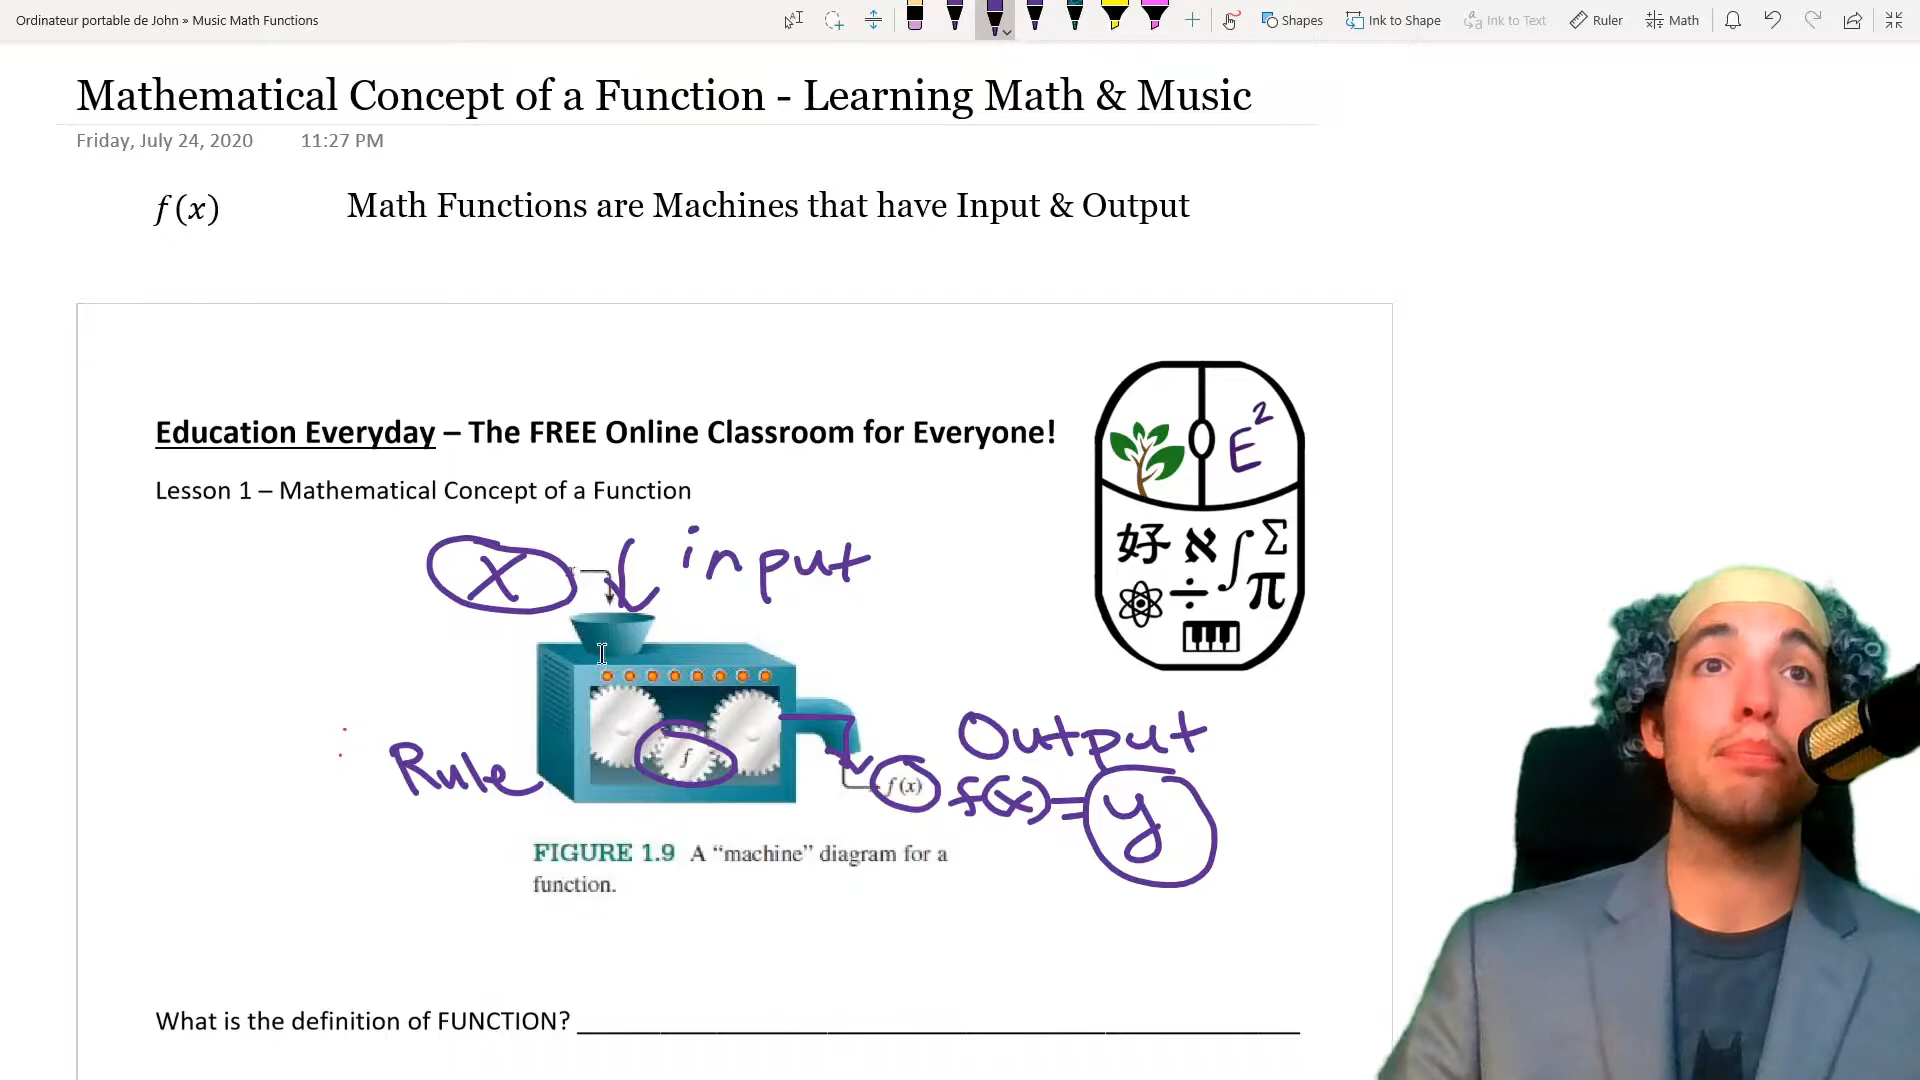 Ordinateur portable de John » Music Math Functions
Shapes Ink to Shape Ink to Text Ruler Math
Mathematical Concept of a Function - Learning Math & Music
Friday, July 24, 2020 11:27 PM
f(x) Math Functions are Machines that have Input & Output
Education Everyday – The FREE Online Classroom for Everyone!
E²
Lesson 1 – Mathematical Concept of a Function
好 א ∫ Σ
÷ π
x input
x
Rule
f
Output
f(x) f(x)=y
FIGURE 1.9 A “machine” diagram for a
function.
What is the definition of FUNCTION? ____________________